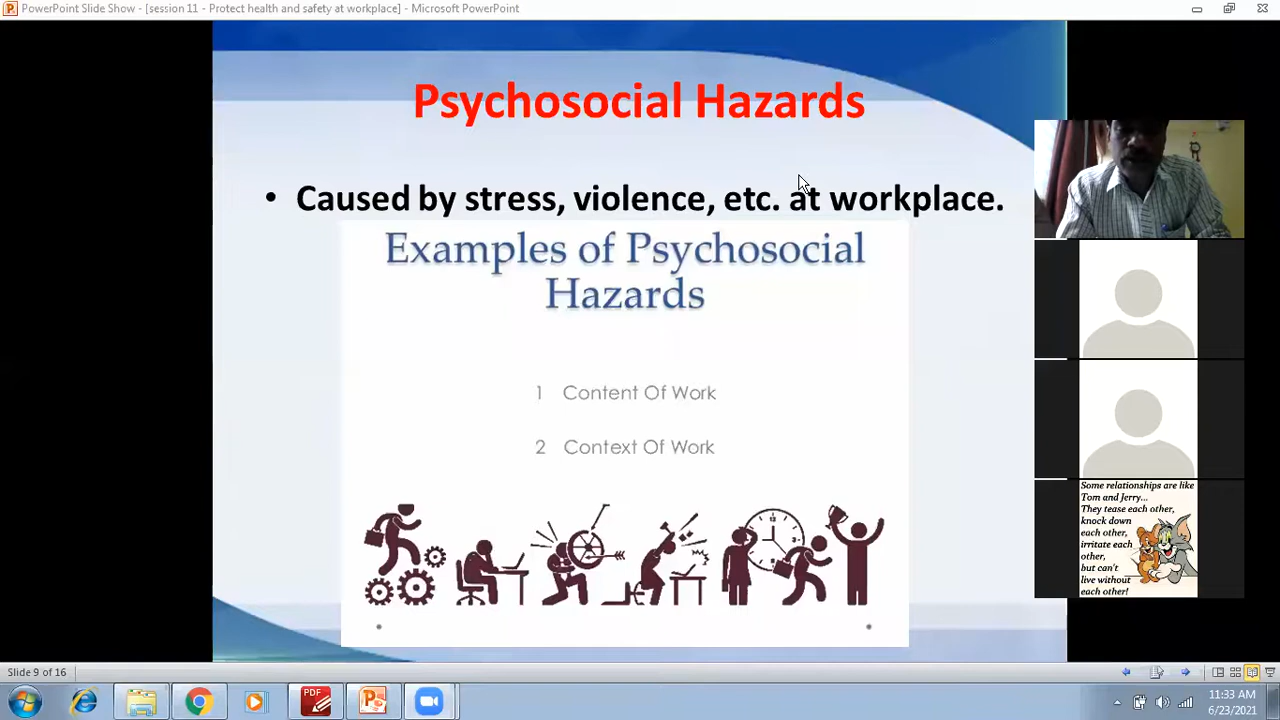 PowerPoint Slide Show - [session 11 - Protect health and safety at workplace] - Microsoft PowerPoint
Psychosocial Hazards
• Caused by stress, violence, etc. at workplace.
Examples of Psychosocial
Hazards
1 Content Of Work
2 Context Of Work
12
3
R
Some relationships are like
Tom and Jerry...
They tease each other,
knock down
each other,
irritate each
other,
but can't
live without
each other!
Slide 9 of 16
PDF
11:33 AM
6/23/2021